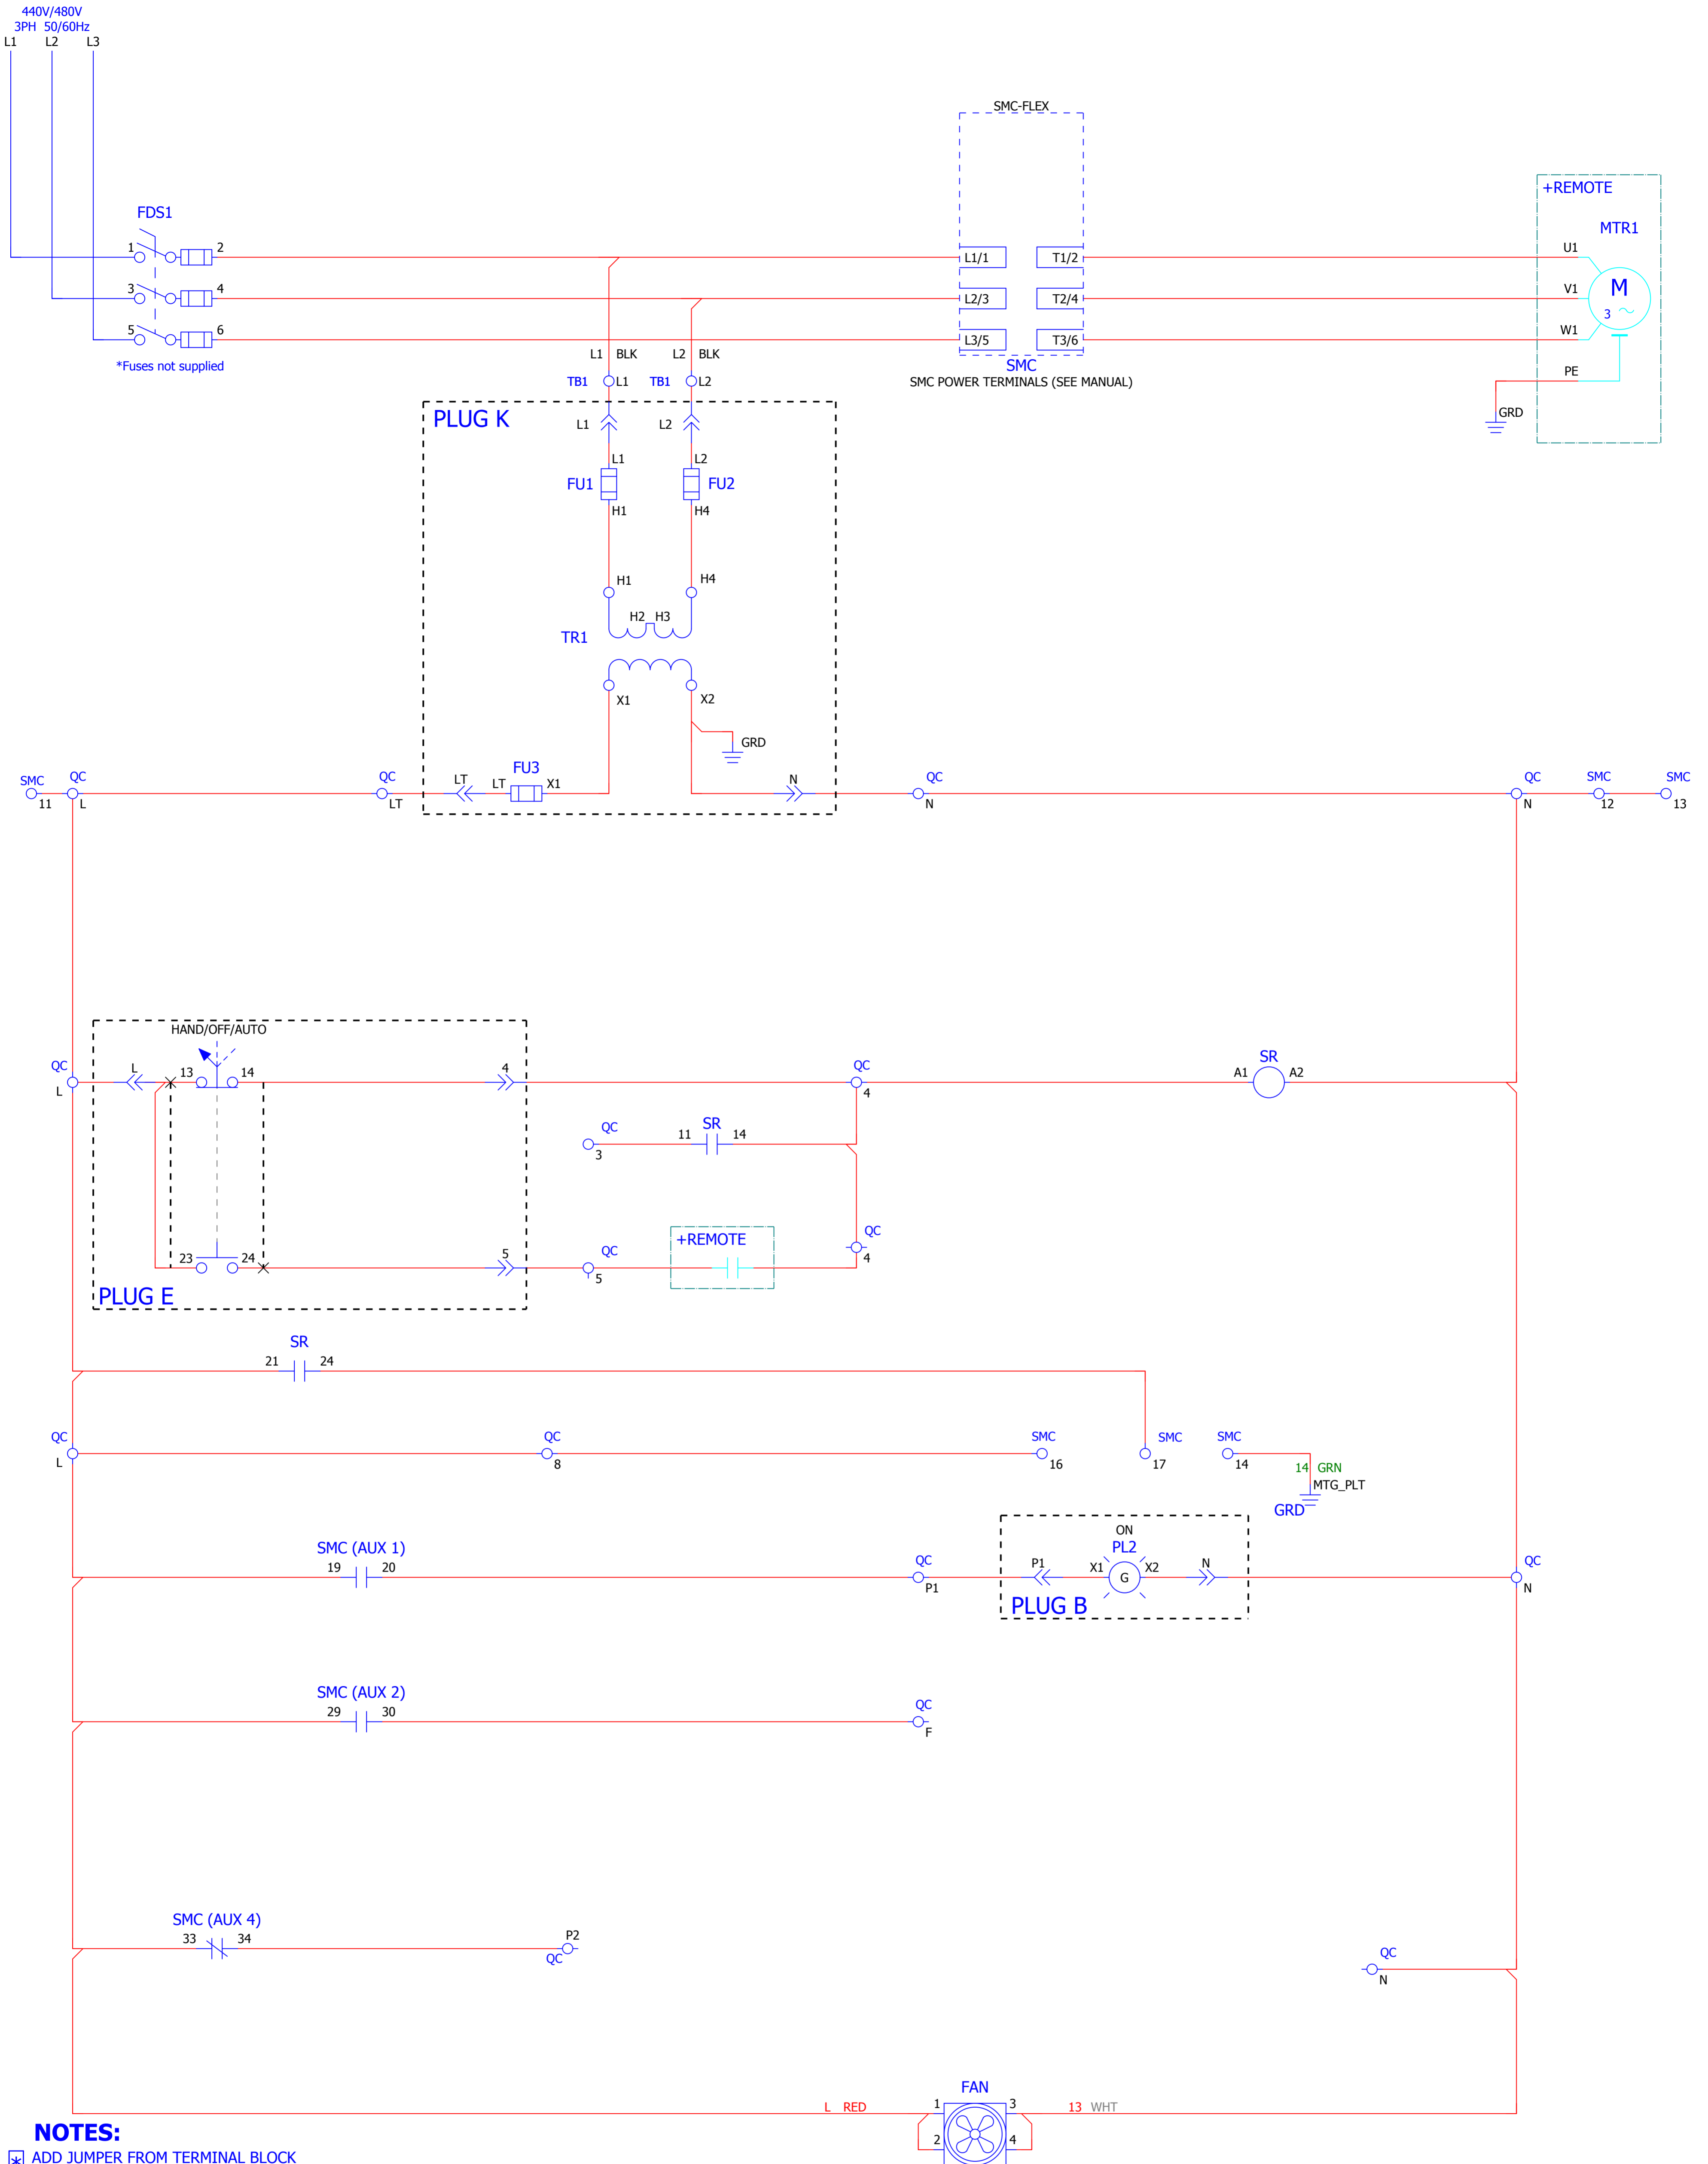 440V/480V
3PH 50/60Hz
L1 L2 L3
SMC-FLEX
+REMOTE
MTR1
FDS1
1 2
L1/1 T1/2
U1
3 4
L2/3 T2/4
V1
M
3
5 6
L3/5 T3/6
W1
*Fuses not supplied
L1 BLK L2 BLK
SMC
SMC POWER TERMINALS (SEE MANUAL)
PE
TB1 L1 TB1 L2
GRD
PLUG K
L1 L2
L1 L2
FU1 FU2
H1 H4
H1 H4
H2 H3
TR1
X1 X2
GRD
SMC QC QC LT LT FU3 X1 N QC QC SMC SMC
11 L LT N N 12 13
HAND/OFF/AUTO
QC L 13 14 4 QC SR
A1 A2
L 4
QC SR
11 14
3
+REMOTE
QC
4
23 24 5 QC
5
PLUG E
SR
21 24
QC QC SMC SMC SMC
L 8 16 17 14
14 GRN
MTG_PLT
GRD
ON
SMC (AUX 1) PL2
19 20 QC P1 X1 G X2 N QC
P1 N
PLUG B
SMC (AUX 2)
29 30 QC
F
SMC (AUX 4)
33 34 P2
QC
QC
N
FAN
L RED 1 3 13 WHT
2 4
NOTES:
* ADD JUMPER FROM TERMINAL BLOCK